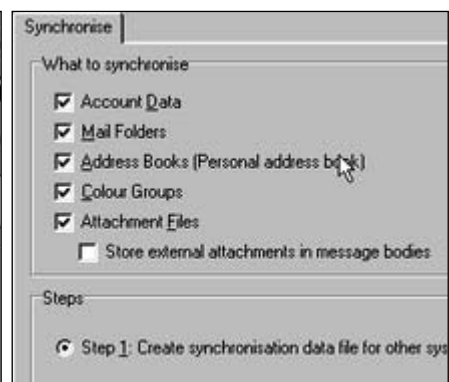 Synchronise
What to synchronise
Account Data
Mail Folders
Address Books (Personal address book)
Colour Groups
Attachment Files
Store external attachments in message bodies
Steps
Step 1: Create synchronisation data file for other sys